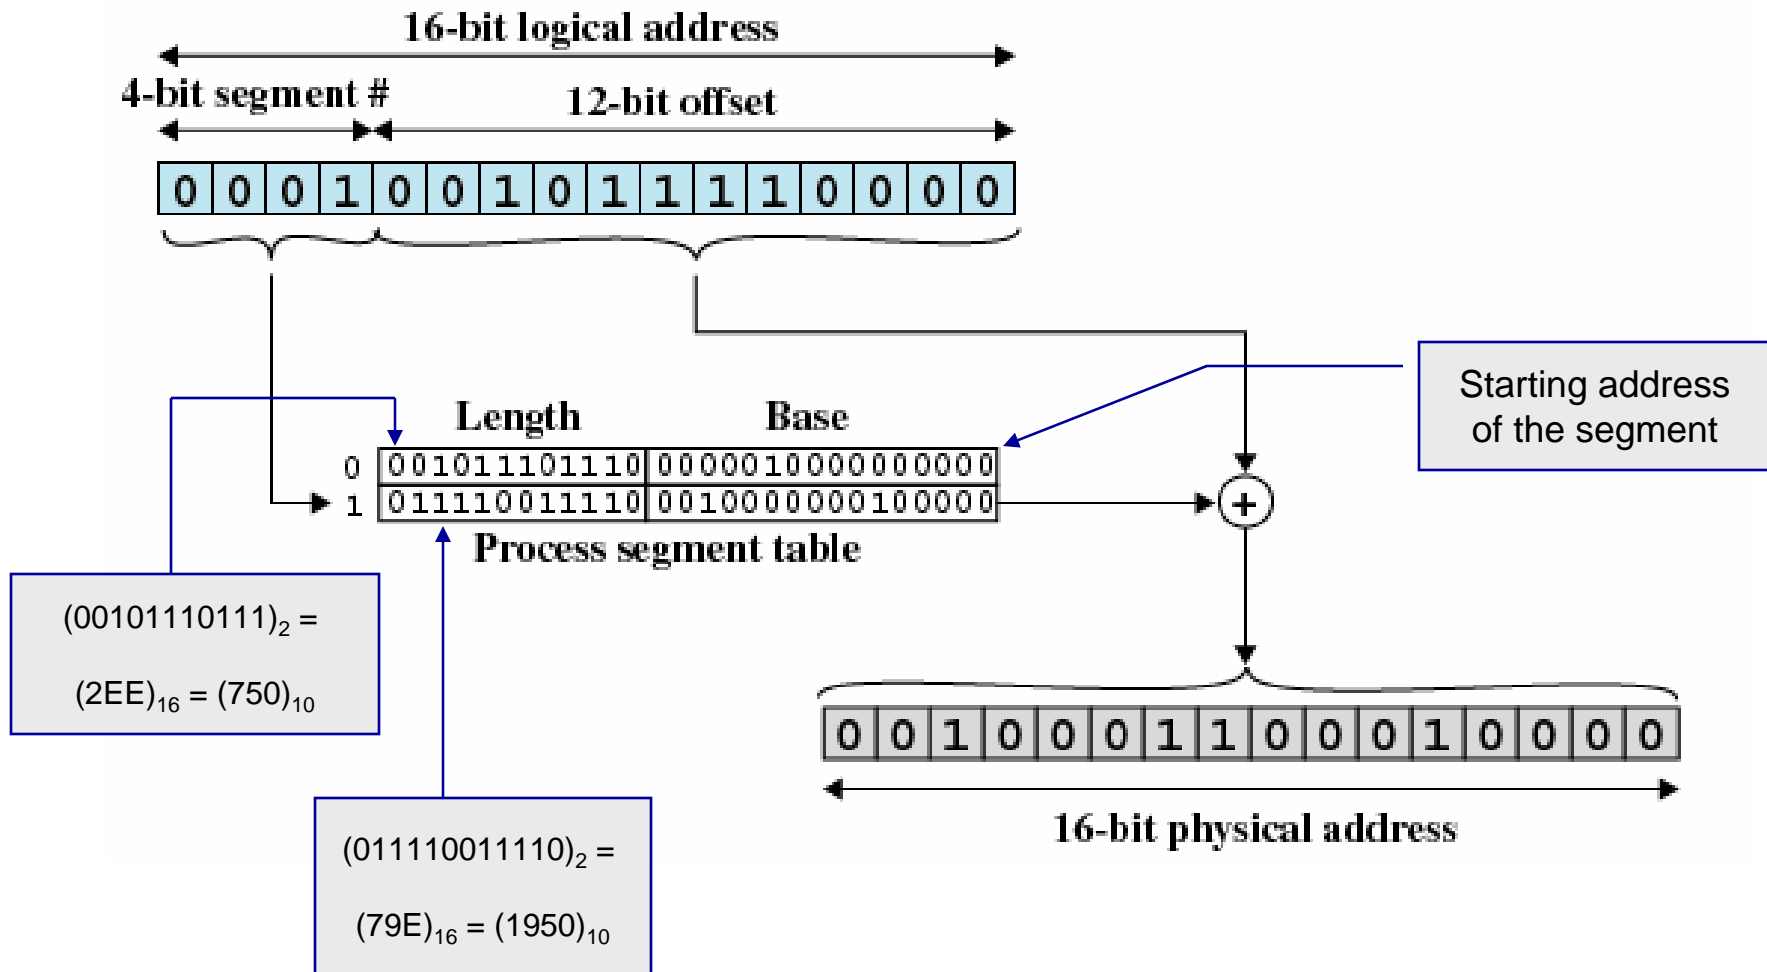 16-bit logical address
4-bit segment # 12-bit offset
0 0 0 1 0 0 1 0 1 1 1 1 0 0 0 0
Length Base
0 001011101110 0000010000000000
1 011110011110 0010000000100000
+
Process segment table
Starting address
of the segment
(00101110111)₂ =
(2EE)₁₆ = (750)₁₀
(011110011110)₂ =
(79E)₁₆ = (1950)₁₀
0 0 1 0 0 0 1 1 0 0 0 1 0 0 0 0
16-bit physical address